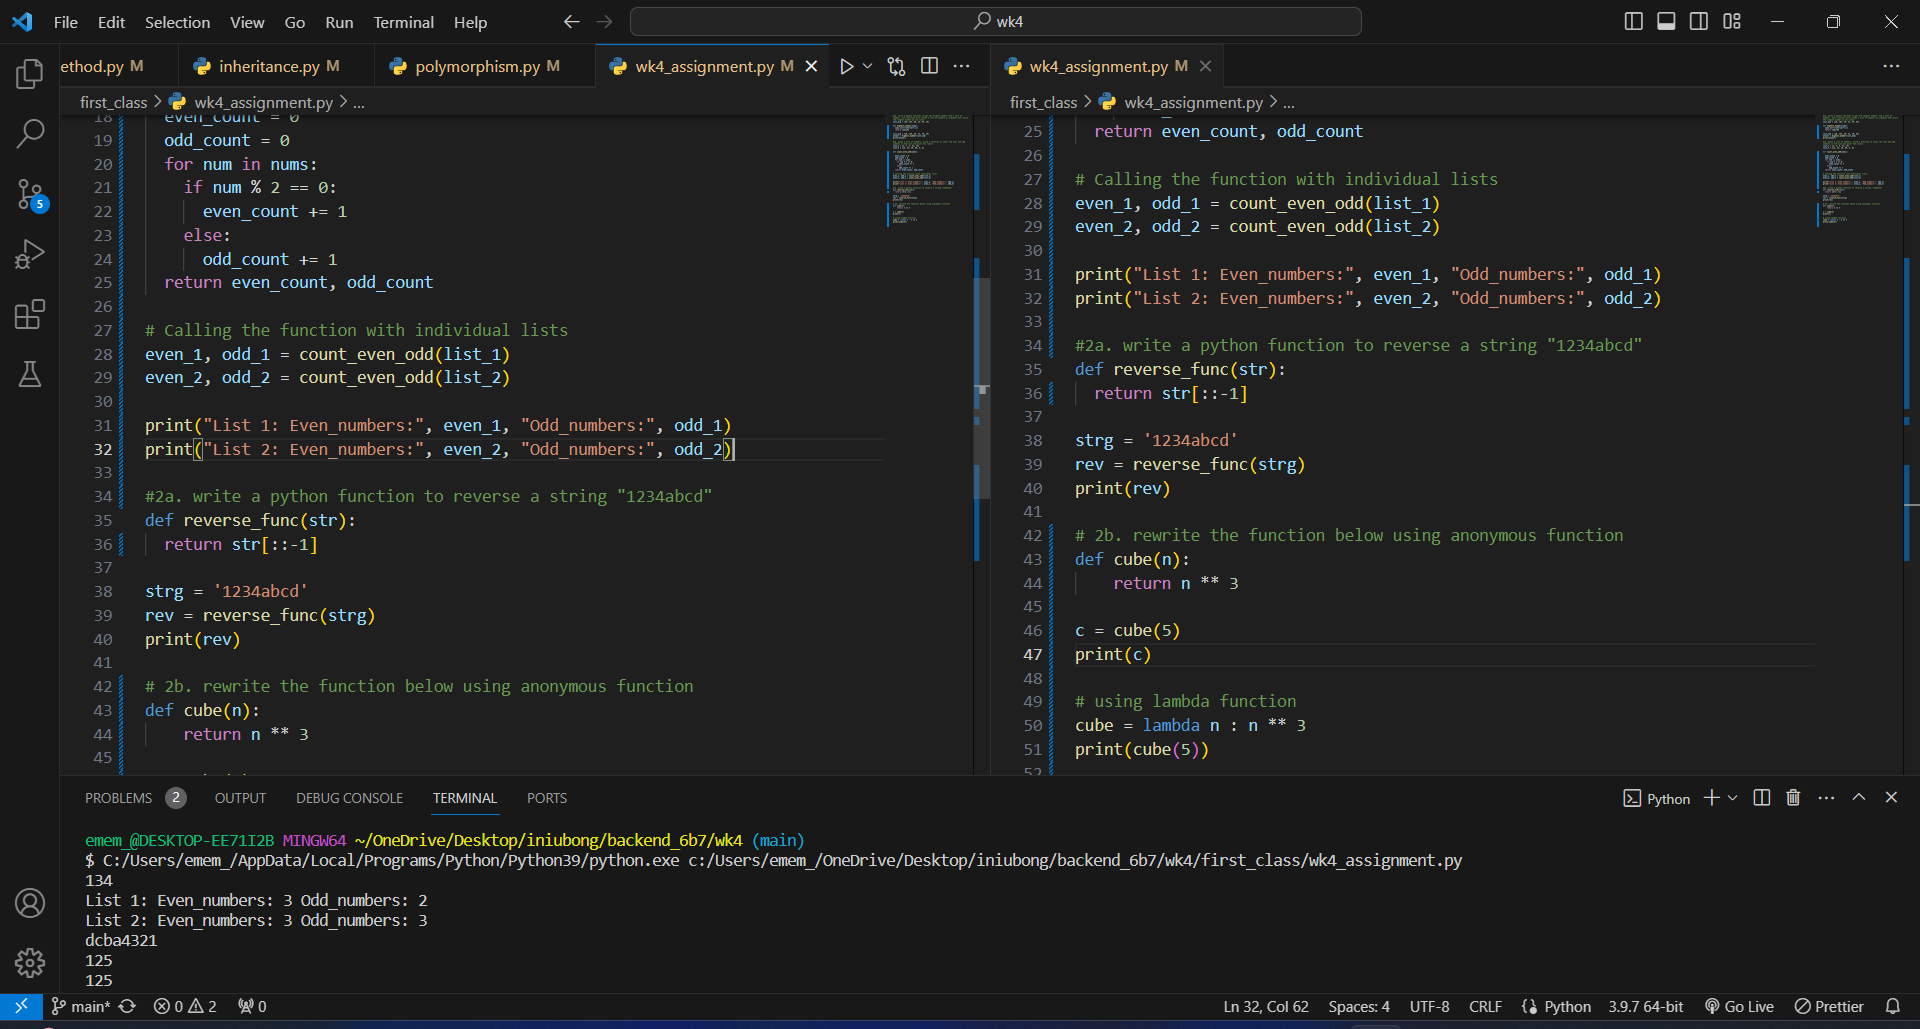 File Edit Selection View Go Run Terminal Help
wk4
ethod.py M
inheritance.py M
polymorphism.py M
wk4_assignment.py M
first_class > wk4_assignment.py > ...
18 even_count = 0
19 odd_count = 0
20 for num in nums:
21 if num % 2 == 0:
22 even_count += 1
23 else:
24 odd_count += 1
25 return even_count, odd_count
26
27 # Calling the function with individual lists
28 even_1, odd_1 = count_even_odd(list_1)
29 even_2, odd_2 = count_even_odd(list_2)
30
31 print("List 1: Even_numbers:", even_1, "Odd_numbers:", odd_1)
32 print("List 2: Even_numbers:", even_2, "Odd_numbers:", odd_2)
33
34 #2a. write a python function to reverse a string "1234abcd"
35 def reverse_func(str):
36 return str[::-1]
37
38 strg = '1234abcd'
39 rev = reverse_func(strg)
40 print(rev)
41
42 # 2b. rewrite the function below using anonymous function
43 def cube(n):
44 return n ** 3
45
wk4_assignment.py M
first_class > wk4_assignment.py > ...
25 return even_count, odd_count
26
27 # Calling the function with individual lists
28 even_1, odd_1 = count_even_odd(list_1)
29 even_2, odd_2 = count_even_odd(list_2)
30
31 print("List 1: Even_numbers:", even_1, "Odd_numbers:", odd_1)
32 print("List 2: Even_numbers:", even_2, "Odd_numbers:", odd_2)
33
34 #2a. write a python function to reverse a string "1234abcd"
35 def reverse_func(str):
36 return str[::-1]
37
38 strg = '1234abcd'
39 rev = reverse_func(strg)
40 print(rev)
41
42 # 2b. rewrite the function below using anonymous function
43 def cube(n):
44 return n ** 3
45
46 c = cube(5)
47 print(c)
48
49 # using lambda function
50 cube = lambda n : n ** 3
51 print(cube(5))
52
5
PROBLEMS 2 OUTPUT DEBUG CONSOLE TERMINAL PORTS
Python
emem_@DESKTOP-EE71I2B MINGW64 ~/OneDrive/Desktop/iniubong/backend_6b7/wk4 (main)
$ C:/Users/emem_/AppData/Local/Programs/Python/Python39/python.exe c:/Users/emem_/OneDrive/Desktop/iniubong/backend_6b7/wk4/first_class/wk4_assignment.py
134
List 1: Even_numbers: 3 Odd_numbers: 2
List 2: Even_numbers: 3 Odd_numbers: 3
dcba4321
125
125
main* 0 2 0 Ln 32, Col 62 Spaces: 4 UTF-8 CRLF Python 3.9.7 64-bit Go Live Prettier